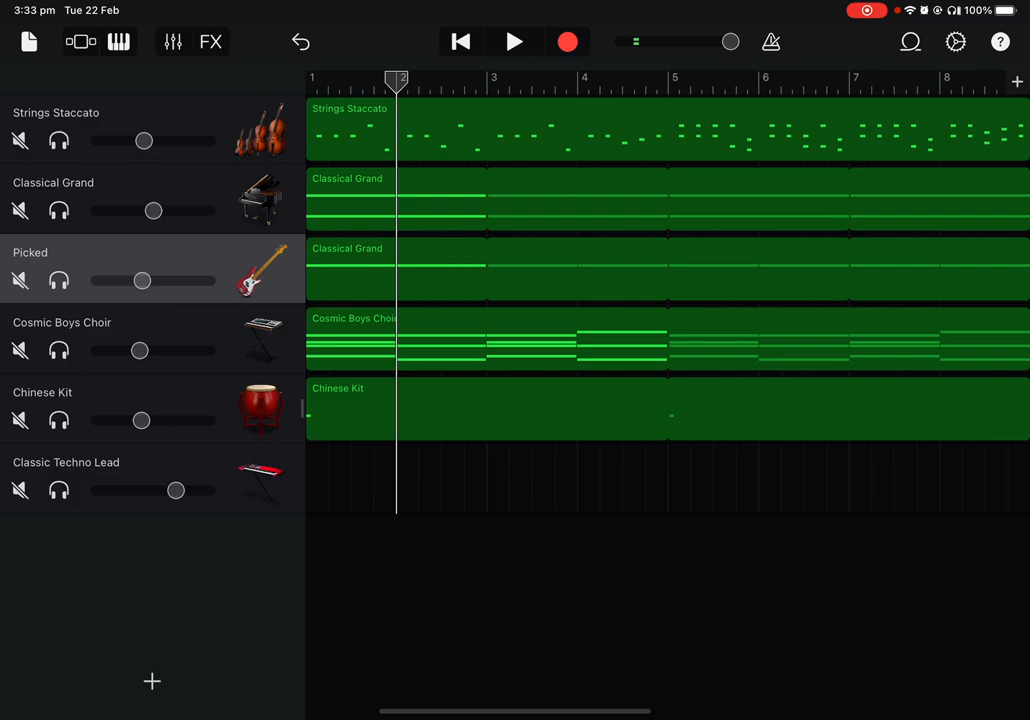 3:33 pm Tue 22 Feb 100%
FX ?
1 2 3 4 5 6 7 8 +
Strings Staccato
Strings Staccato
Classical Grand
Classical Grand
Picked
Classical Grand
Cosmic Boys Choir
Cosmic Boys Choi
Chinese Kit
Chinese Kit
Classic Techno Lead
+